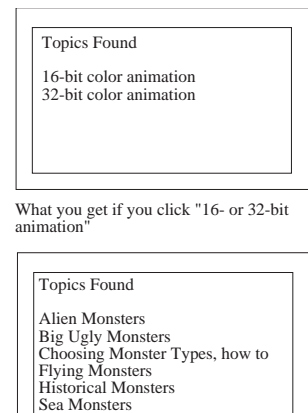 Topics Found
16-bit color animation
32-bit color animation
What you get if you click "16- or 32-bit
animation"
Topics Found
Alien Monsters
Big Ugly Monsters
Choosing Monster Types, how to
Flying Monsters
Historical Monsters
Sea Monsters